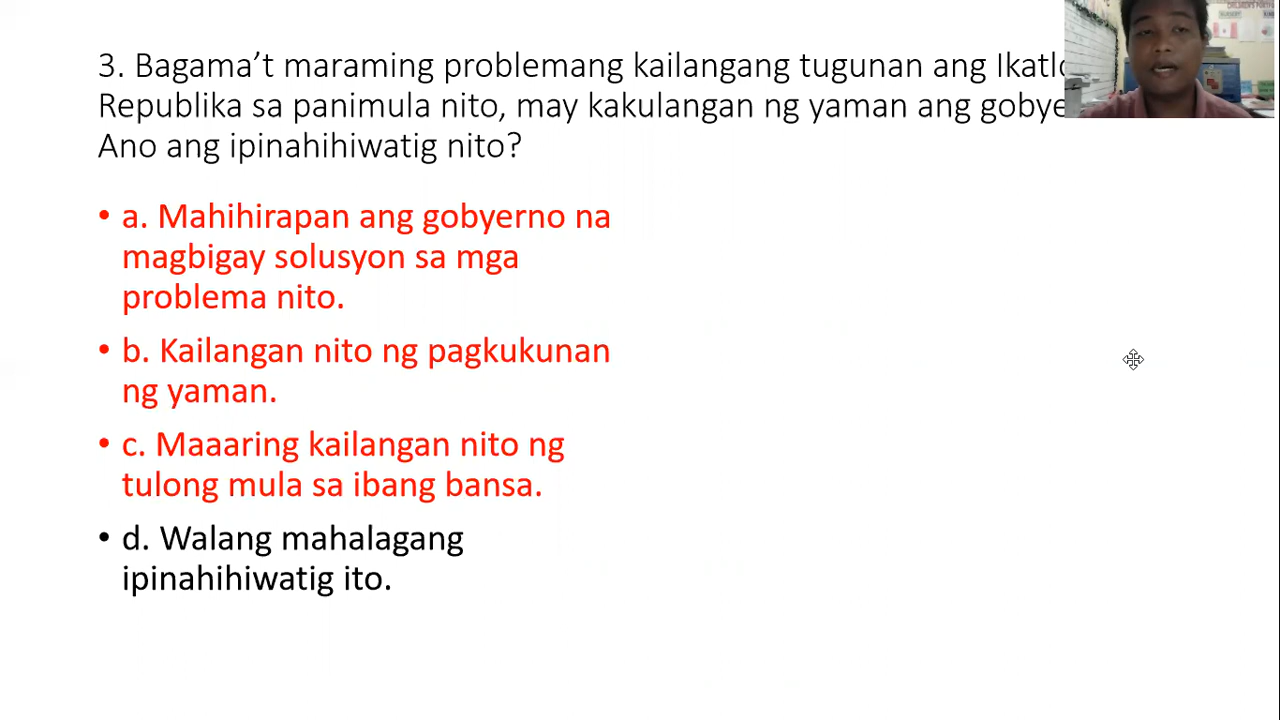 3. Bagama’t maraming problemang kailangang tugunan ang
Republika sa panimula nito, may kakulangan ng yaman ang
Ano ang ipinahihiwatig nito?
• a. Mahihirapan ang gobyerno na
magbigay solusyon sa mga
problema nito.
• b. Kailangan nito ng pagkukunan
ng yaman.
• c. Maaaring kailangan nito ng
tulong mula sa ibang bansa.
• d. Walang mahalagang
ipinahihiwatig ito.